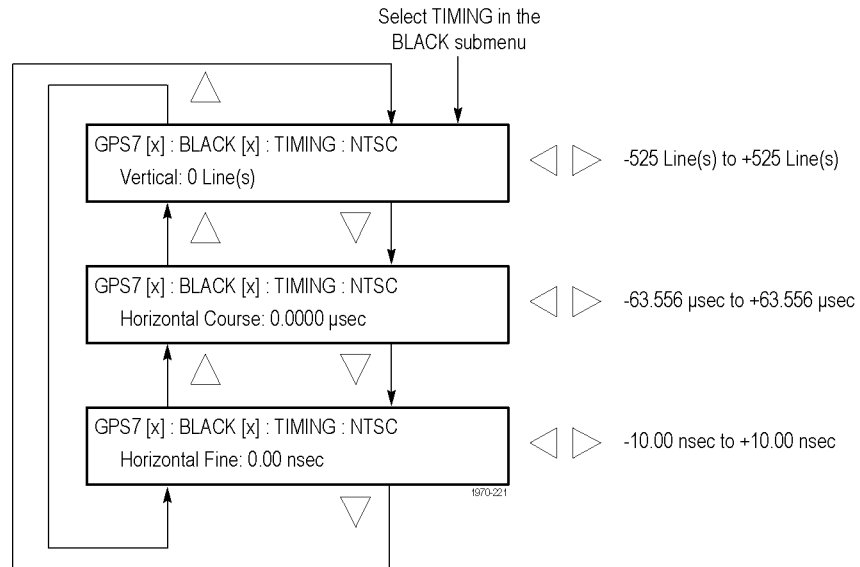 Select TIMING in the
BLACK submenu
GPS7 [x] : BLACK [x] : TIMING : NTSC
Vertical: 0 Line(s)
-525 Line(s) to +525 Line(s)
GPS7 [x] : BLACK [x] : TIMING : NTSC
Horizontal Course: 0.0000 µsec
-63.556 µsec to +63.556 µsec
GPS7 [x] : BLACK [x] : TIMING : NTSC
Horizontal Fine: 0.00 nsec
-10.00 nsec to +10.00 nsec
1970-221